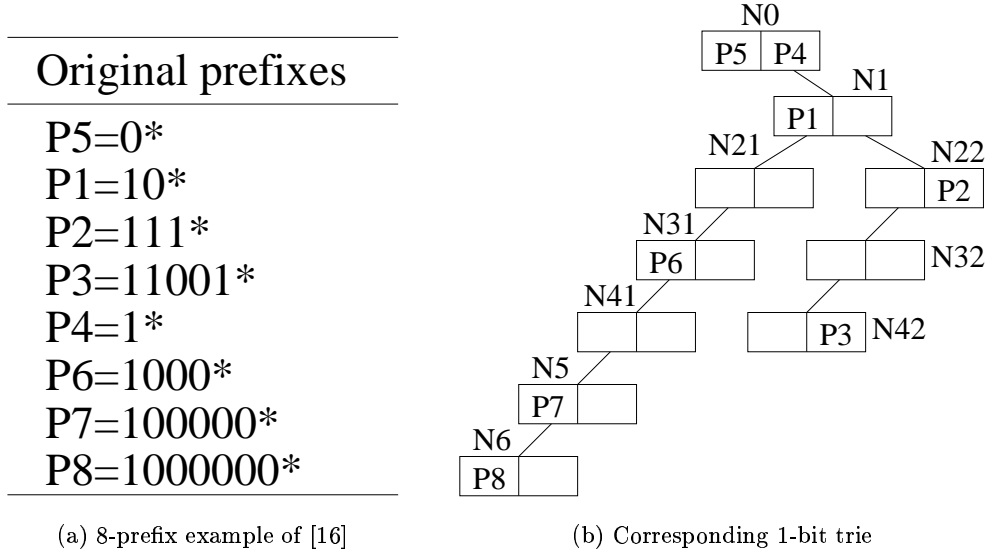 Original prefixes
P5=0*
P1=10*
P2=111*
P3=11001*
P4=1*
P6=1000*
P7=100000*
P8=1000000*
(a) 8-prefix example of [16]
N0
P5 P4
N1
P1
N21
N22
P2
N31
P6
N32
N41
P3
N42
N5
P7
N6
P8
(b) Corresponding 1-bit trie